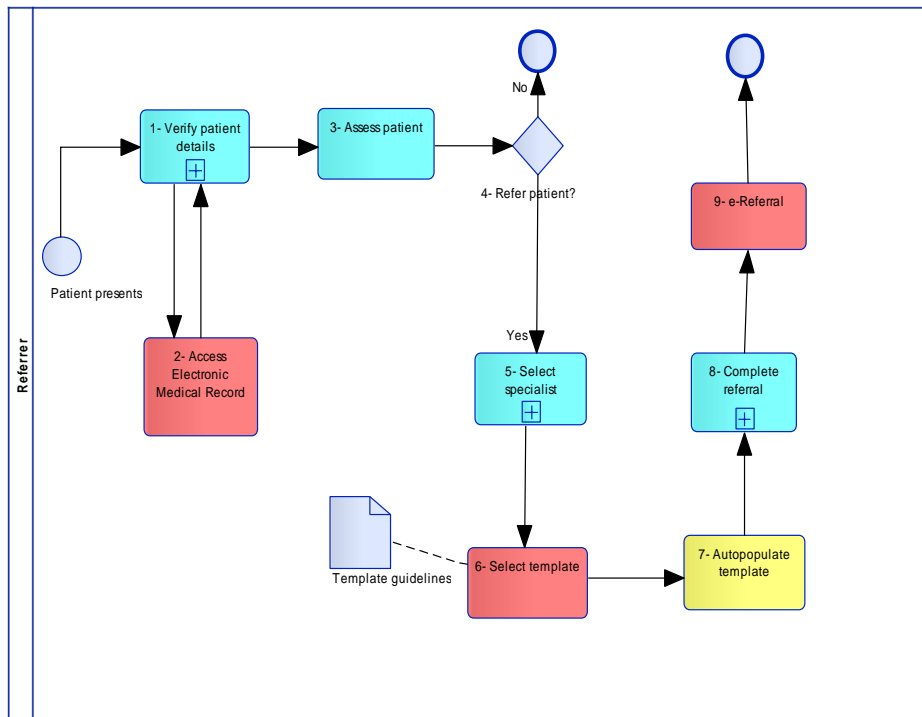 Referrer
Patient presents
1- Verify patient
details
2- Access
Electronic
Medical Record
3- Assess patient
No
4- Refer patient?
Yes
5- Select
specialist
Template guidelines
6- Select template
7- Autopopulate
template
8- Complete
referral
9- e-Referral